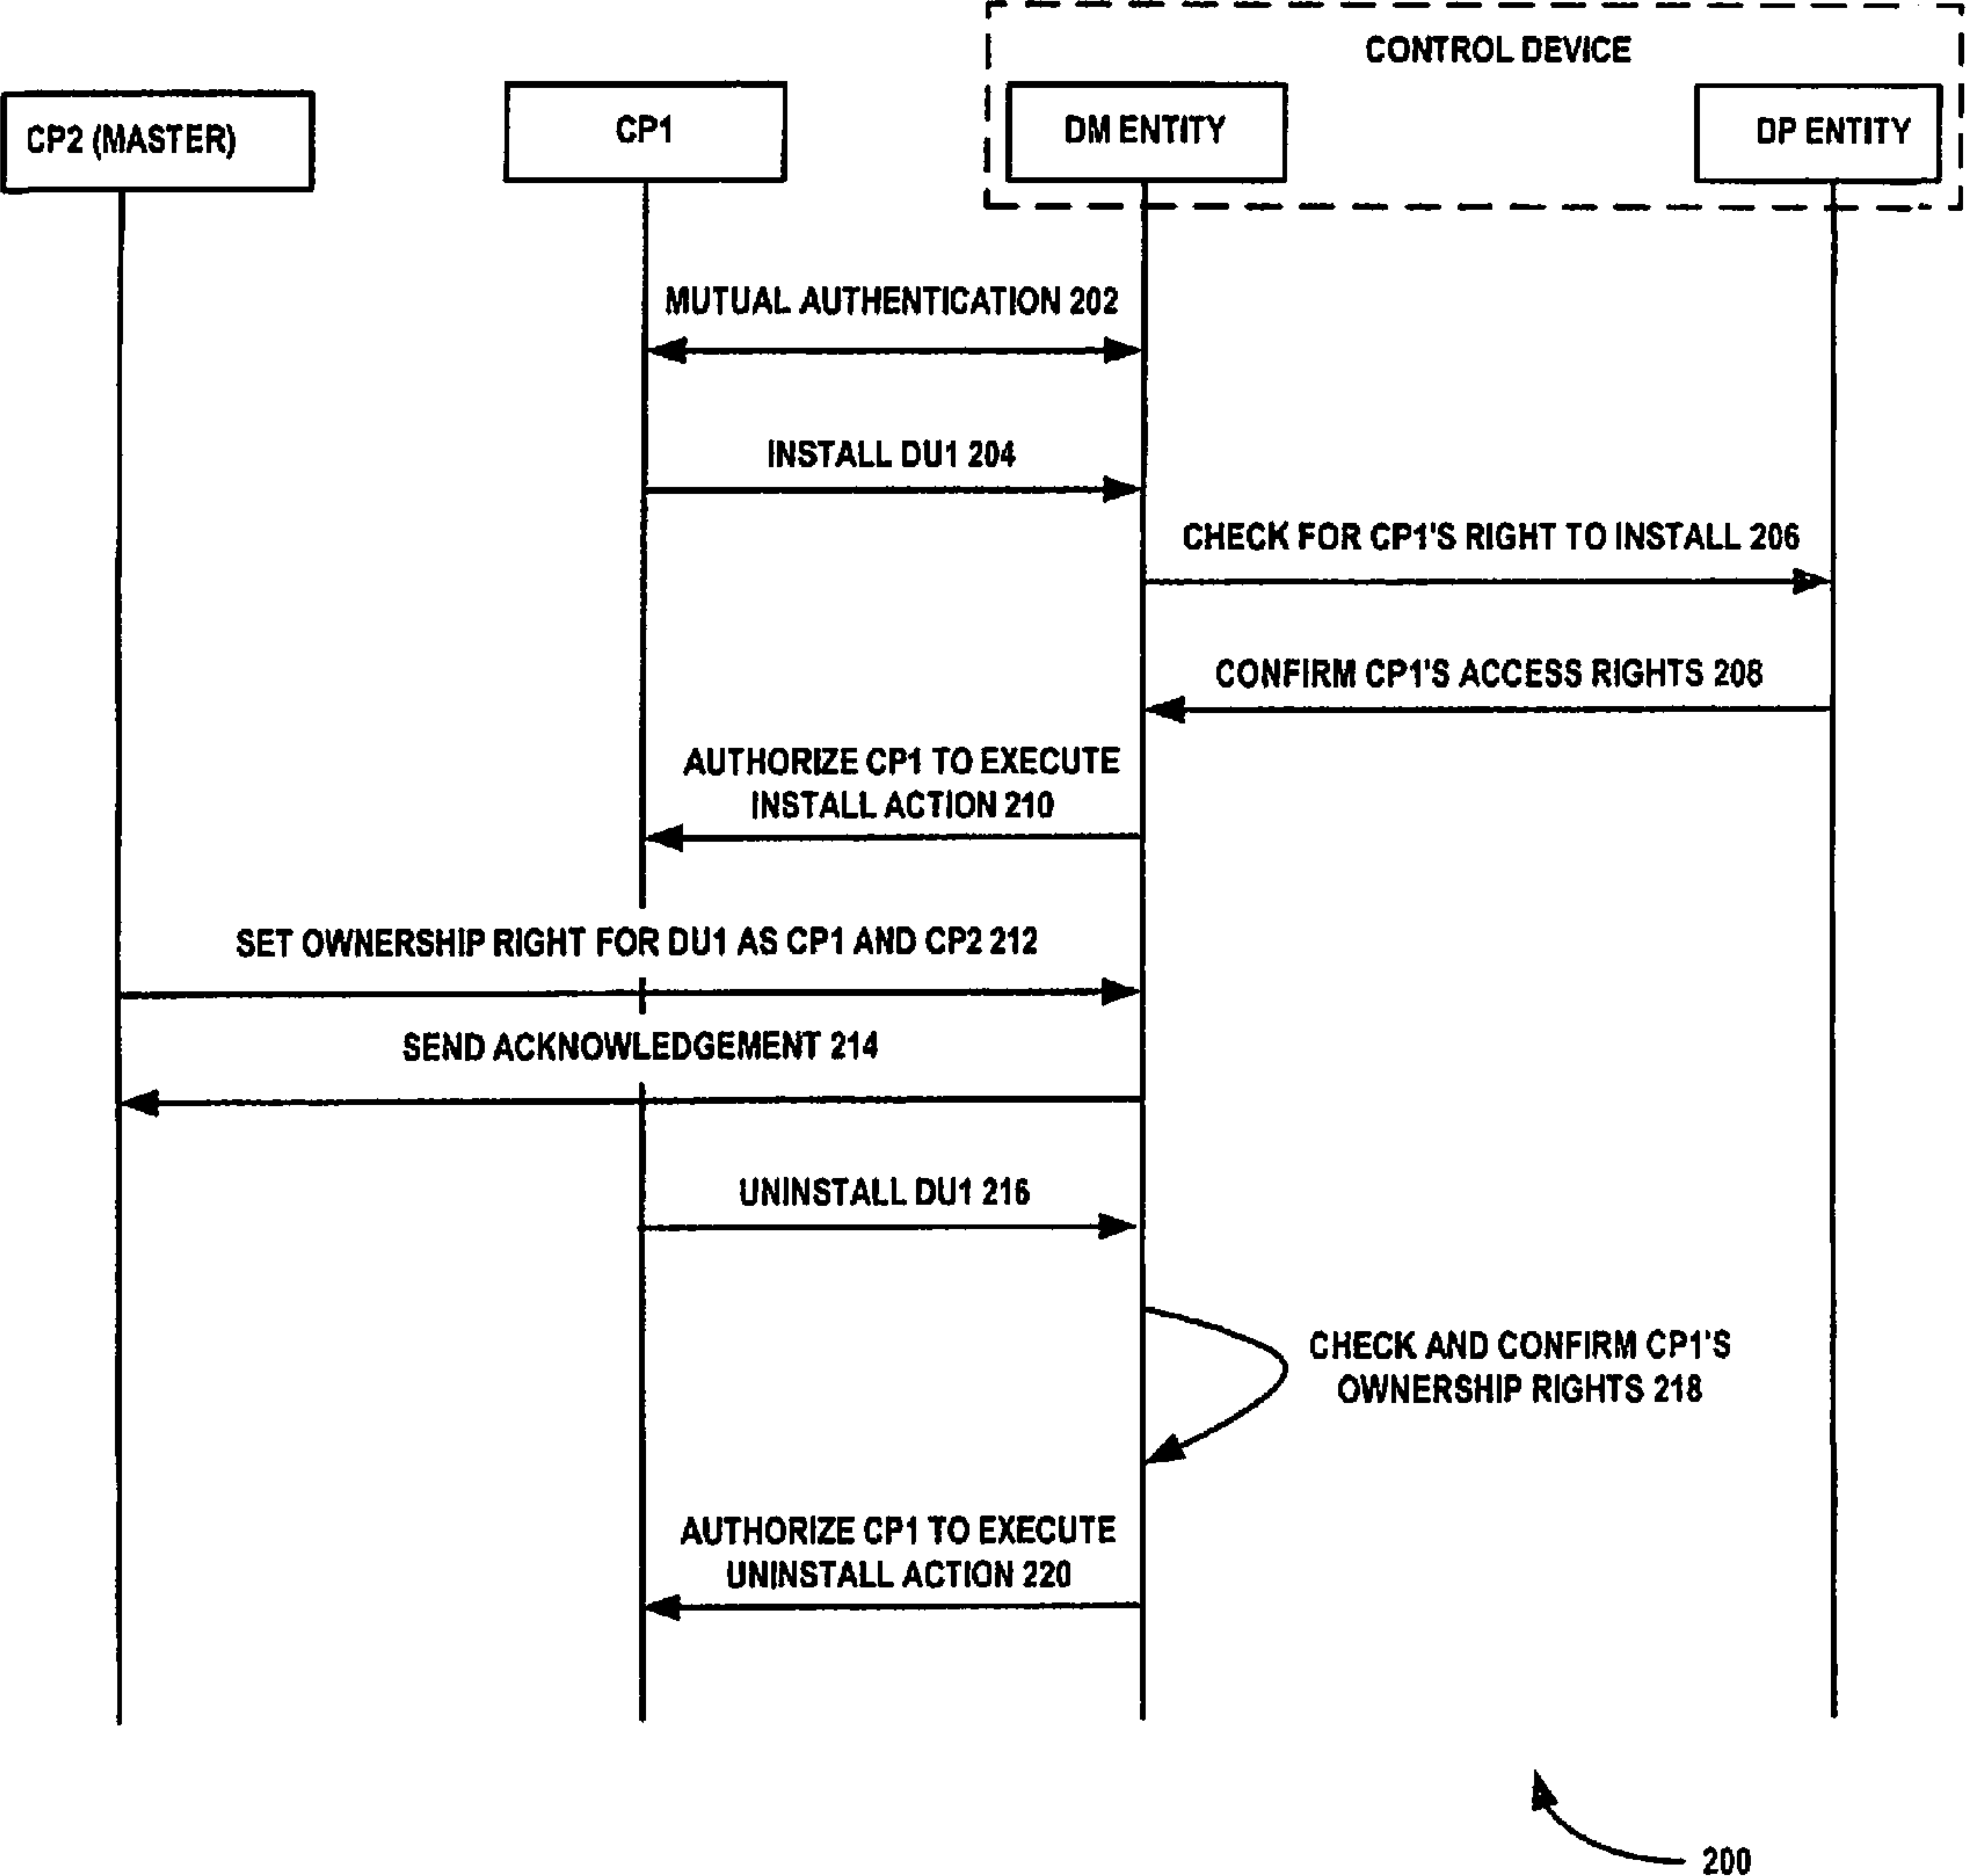 CONTROL DEVICE
CP2 (MASTER)
CP1
DM ENTITY
DP ENTITY
MUTUAL AUTHENTICATION 202
INSTALL DU1 204
CHECK FOR CP1'S RIGHT TO INSTALL 206
CONFIRM CP1'S ACCESS RIGHTS 208
AUTHORIZE CP1 TO EXECUTE
INSTALL ACTION 210
SET OWNERSHIP RIGHT FOR DU1 AS CP1 AND CP2 212
SEND ACKNOWLEDGEMENT 214
UNINSTALL DU1 216
CHECK AND CONFIRM CP1'S
OWNERSHIP RIGHTS 218
AUTHORIZE CP1 TO EXECUTE
UNINSTALL ACTION 220
200